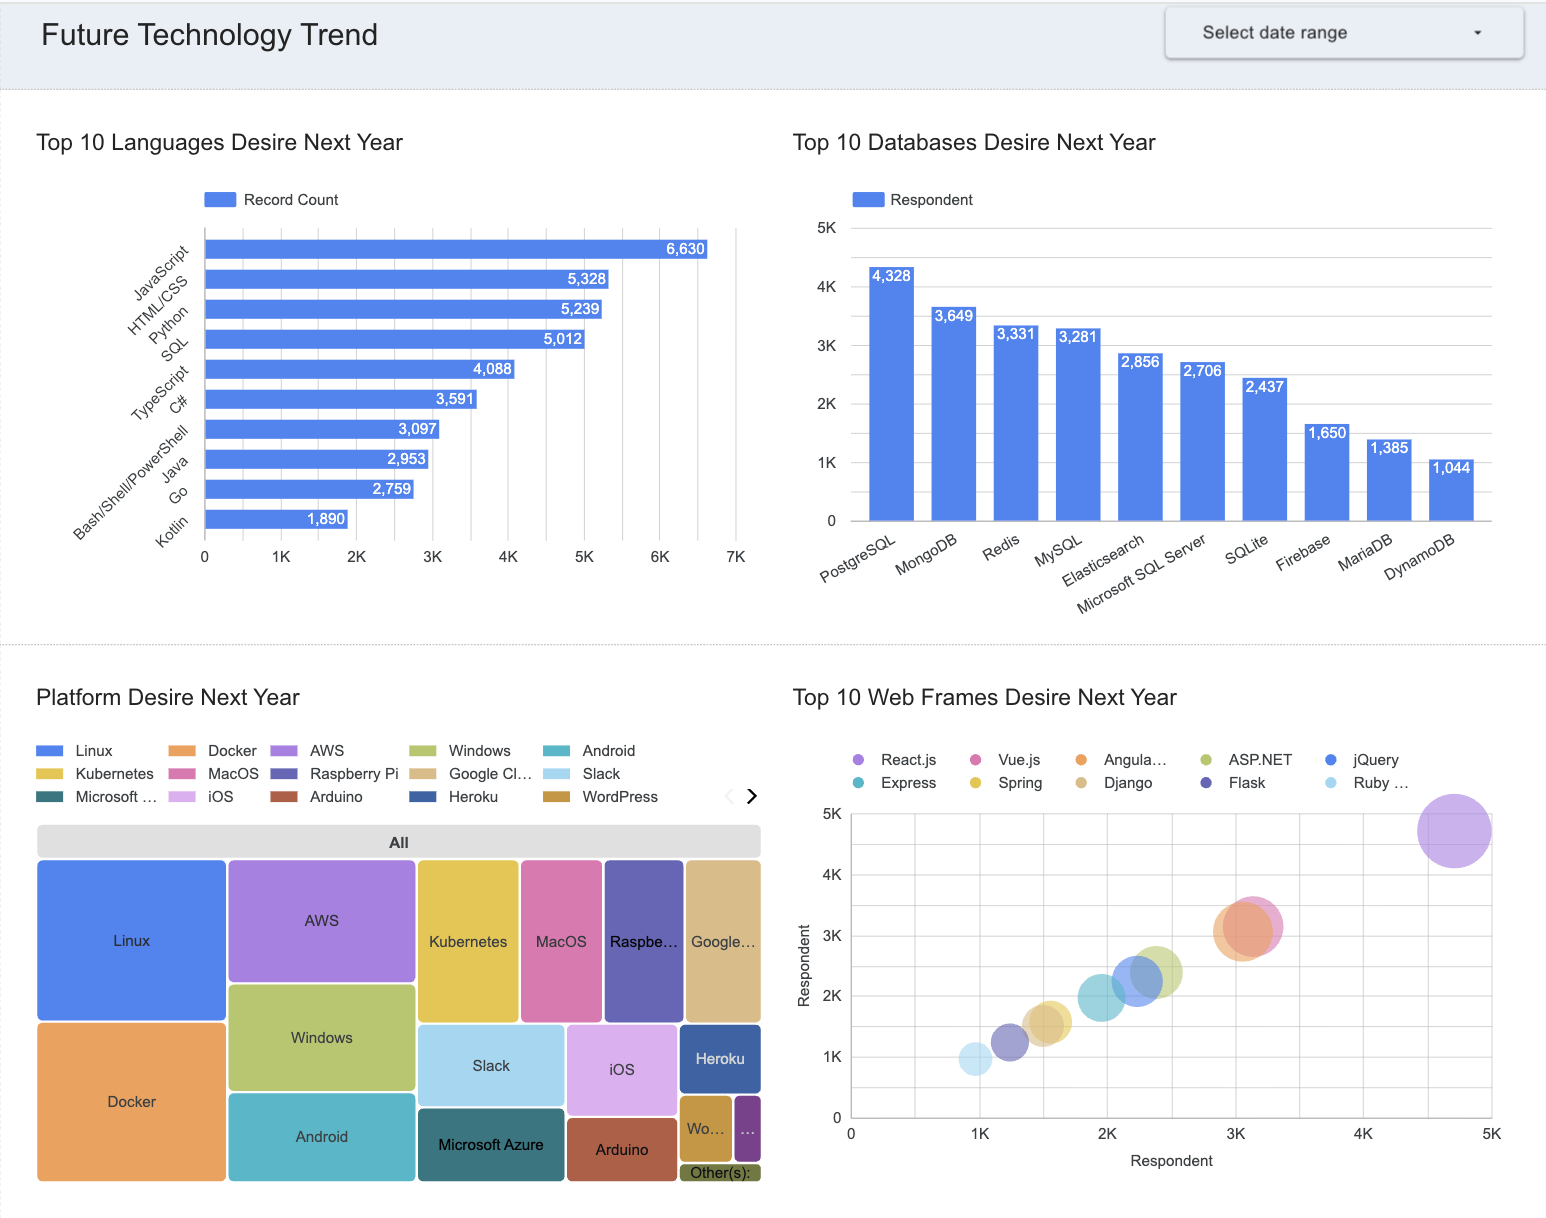 Future Technology Trend
Select date range
Top 10 Languages Desire Next Year
Record Count
JavaScript
6,630
HTML/CSS
5,328
Python
5,239
SQL
5,012
TypeScript
4,088
C#
3,591
Bash/Shell/PowerShell
3,097
Java
2,953
Go
2,759
Kotlin
1,890
0 1K 2K 3K 4K 5K 6K 7K
Top 10 Databases Desire Next Year
Respondent
5K
4K
3K
2K
1K
0
4,328
3,649
3,331
3,281
2,856
2,706
2,437
1,650
1,385
1,044
PostgreSQL
MongoDB
Redis
MySQL
Elasticsearch
Microsoft SQL Server
SQLite
Firebase
MariaDB
DynamoDB
Platform Desire Next Year
Linux Docker AWS Windows Android
Kubernetes MacOS Raspberry Pi Google Cl... Slack
Microsoft ... iOS Arduino Heroku WordPress
All
Linux
Docker
AWS
Windows
Android
Kubernetes
MacOS
Raspbe...
Google...
Slack
Microsoft Azure
iOS
Arduino
Heroku
Wo...
...
Other(s):
Top 10 Web Frames Desire Next Year
React.js Vue.js Angula... ASP.NET jQuery
Express Spring Django Flask Ruby ...
Respondent
5K
4K
3K
2K
1K
0
0 1K 2K 3K 4K 5K
Respondent